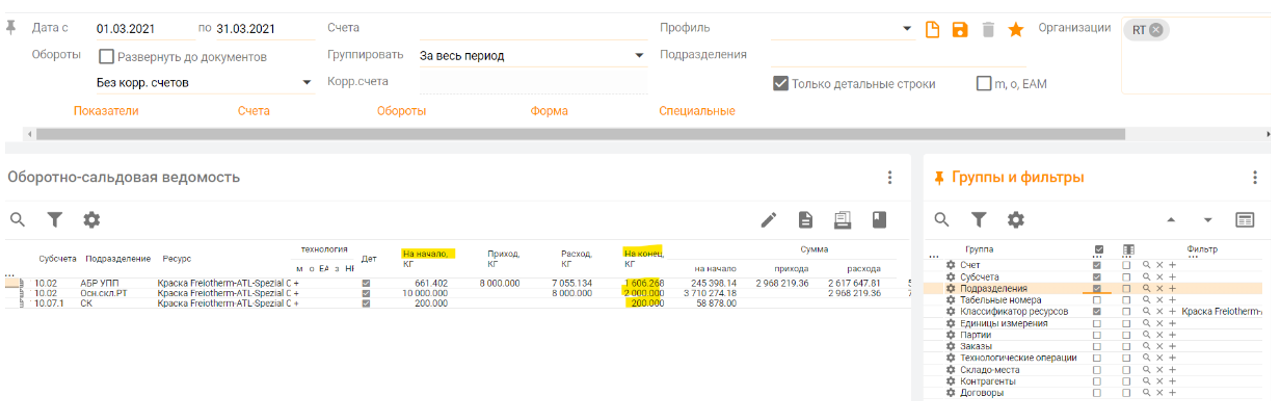 Дата с 01.03.2021 по 31.03.2021 Счета Профиль Организации RT
Обороты Развернуть до документов Группировать За весь период Подразделения
Без корр. счетов Корр.счета Только детальные строки m, o, EAM
Показатели Счета Обороты Форма Специальные
Оборотно-сальдовая ведомость
Субсчета Подразделение Ресурс технология Дет На начало, КГ Приход, КГ Расход, КГ На конец, КГ Сумма
м о ЕА з НІ на начало прихода расхода
10.02 АБР УПП Краска Freiotherm-ATL-Spezial С + 661.402 8 000.000 7 055.134 1 606.268 245 398.14 2 968 219.36 2 617 647.81
10.02 Осн.скл.РТ Краска Freiotherm-ATL-Spezial С + 10 000.000 8 000.000 2 000.000 3 710 274.18 2 968 219.36
10.07.1 СК Краска Freiotherm-ATL-Spezial С + 200.000 200.000 58 878.00
Группы и фильтры
Группа Фильтр
Счет
Субсчета
Подразделения
Табельные номера
Классификатор ресурсов Краска Freiotherm-
Единицы измерения
Партии
Заказы
Технологические операции
Складо-места
Контрагенты
Договоры